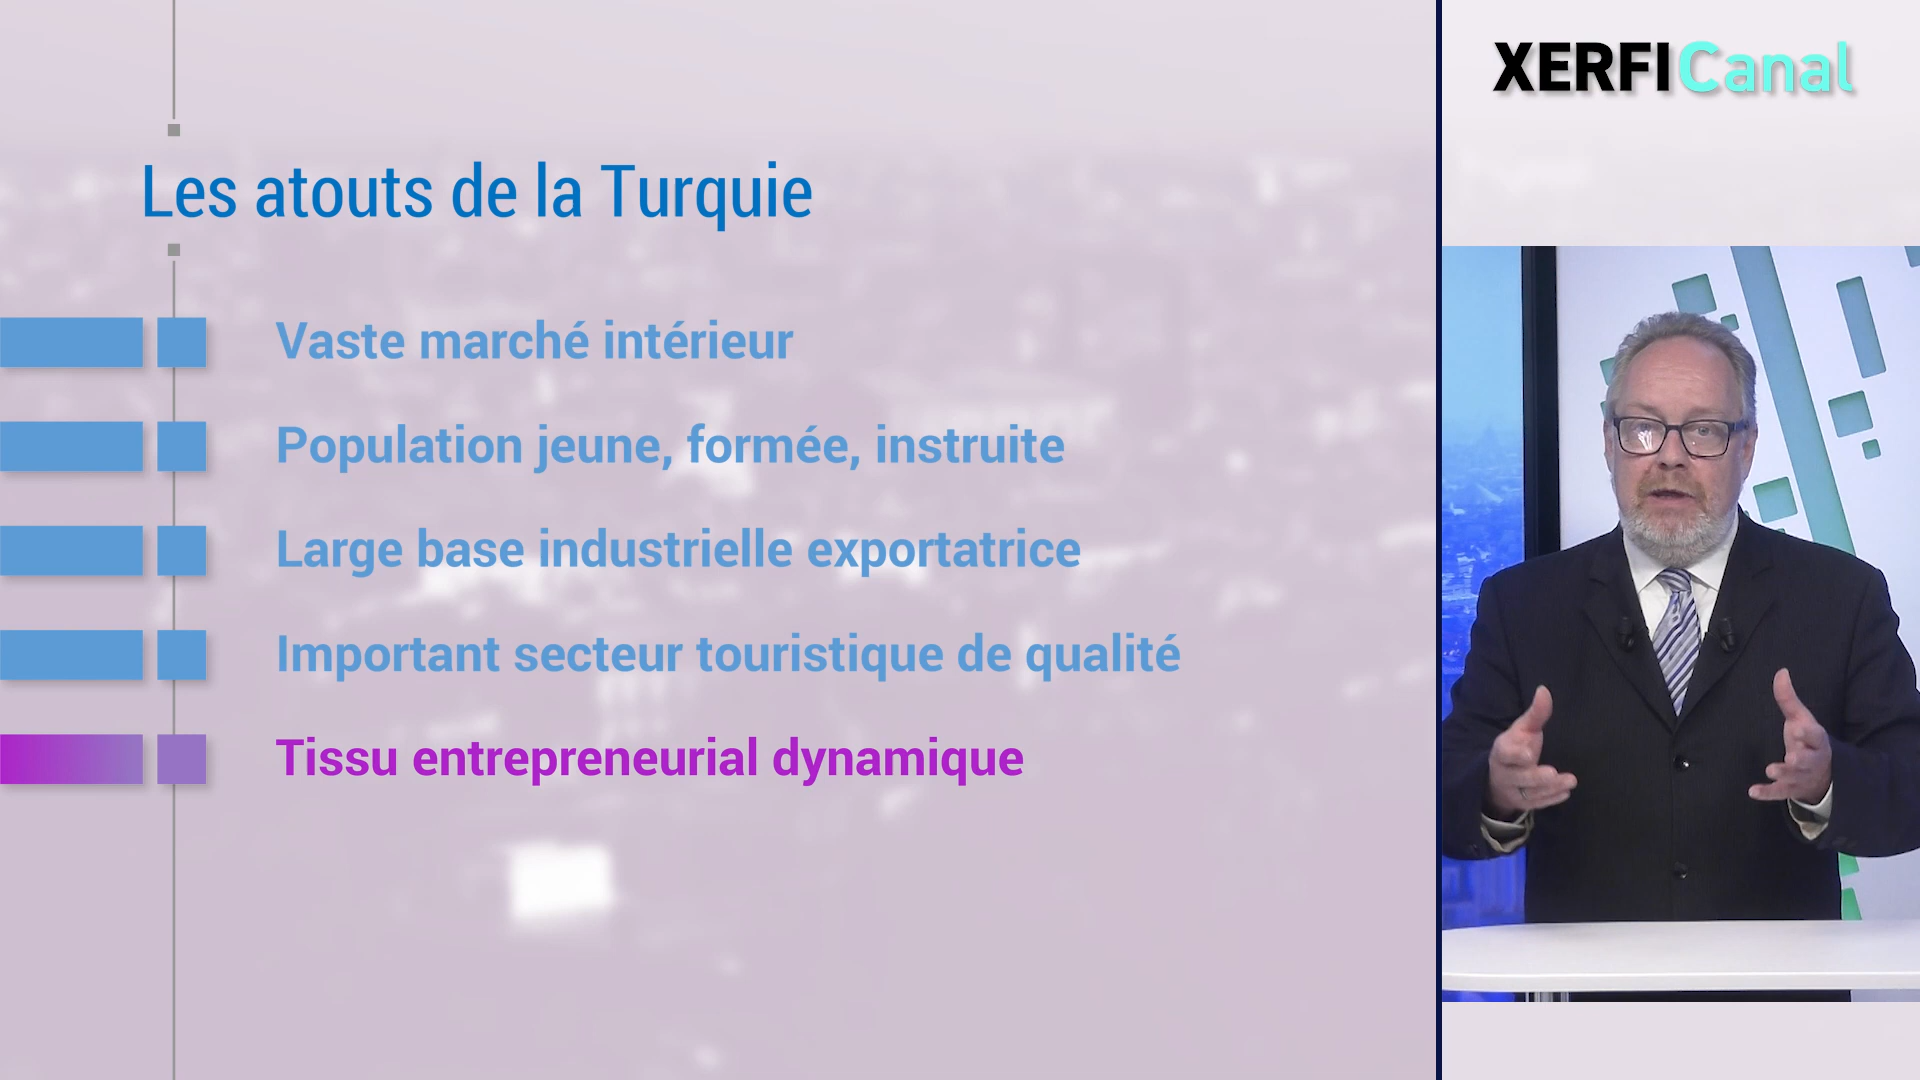 XERFI Canal
Les atouts de la Turquie
Vaste marché intérieur
Population jeune, formée, instruite
Large base industrielle exportatrice
Important secteur touristique de qualité
Tissu entrepreneurial dynamique